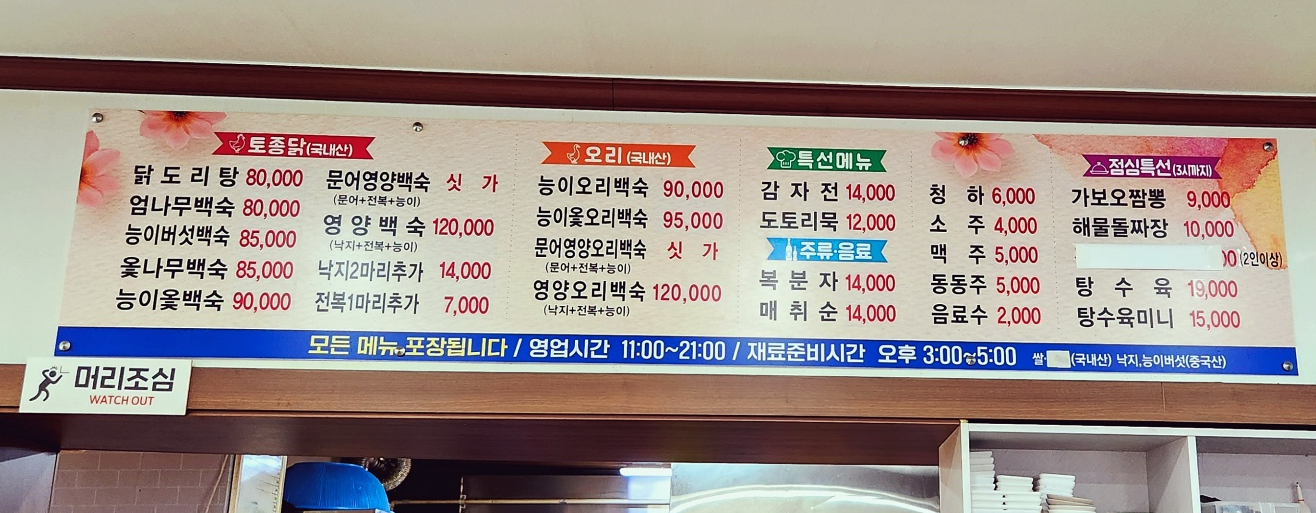 토종닭(국내산)
닭도리탕 80,000
엄나무백숙 80,000
능이버섯백숙 85,000
옻나무백숙 85,000
능이옻백숙 90,000
문어영양백숙 싯가
(문어+전복+능이)
영양백숙 120,000
(낙지+전복+능이)
낙지2마리추가 14,000
전복1마리추가 7,000
오리(국내산)
능이오리백숙 90,000
능이옻오리백숙 95,000
문어영양오리백숙 싯가
(문어+전복+능이)
영양오리백숙 120,000
(낙지+전복+능이)
특선메뉴
감자전 14,000
도토리묵 12,000
주류·음료
복분자 14,000
매취순 14,000
청하 6,000
소주 4,000
맥주 5,000
동동주 5,000
음료수 2,000
점심특선(3시까지)
가보오짬뽕 9,000
해물돌짜장 10,000
(2인이상)
탕수육 19,000
탕수육미니 15,000
모든 메뉴 포장됩니다 / 영업시간 11:00~21:00 / 재료준비시간 오후 3:00~5:00 쌀· (국내산) 낙지,능이버섯(중국산)
머리조심
WATCH OUT